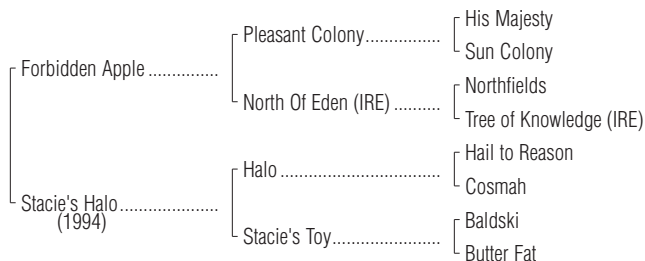 His Majesty
Pleasant Colony................
Sun Colony
Forbidden Apple ...............
Northfields
North Of Eden (IRE) ..........
Tree of Knowledge (IRE)
Hail to Reason
Halo ..................................
Cosmah
Stacie's Halo.....................
(1994)
Baldski
Stacie's Toy.......................
Butter Fat